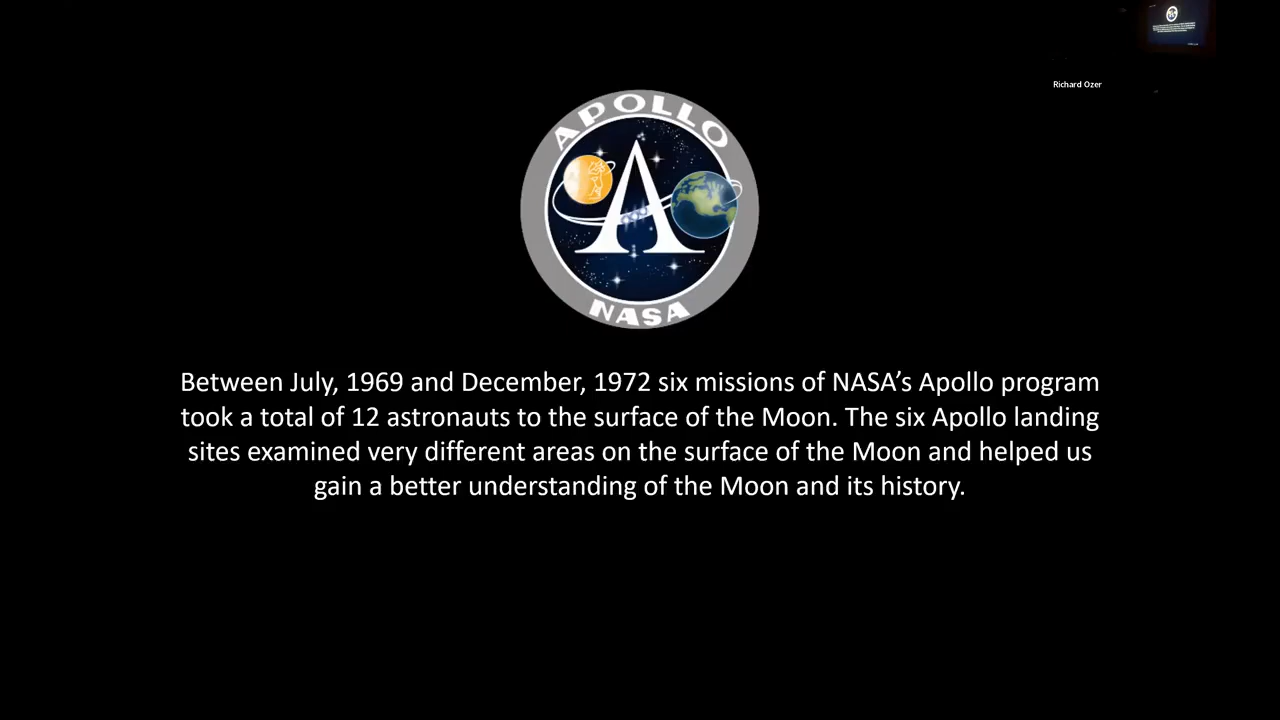 Richard Ozer
APOLLO
A
NASA
Between July, 1969 and December, 1972 six missions of NASA’s Apollo program
took a total of 12 astronauts to the surface of the Moon. The six Apollo landing
sites examined very different areas on the surface of the Moon and helped us
gain a better understanding of the Moon and its history.